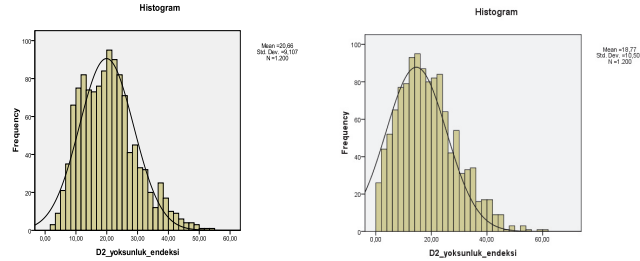 Histogram
Mean =20,66
Std. Dev. =9,107
N =1.200
Frequency
100
80
60
40
20
0
0,00 10,00 20,00 30,00 40,00 50,00 60,00
D2_yoksunluk_endeksi
Histogram
Mean =18,77
Std. Dev. =10,50
N =1.200
Frequency
100
80
60
40
20
0
0,00 20,00 40,00 60,00
D2_yoksunluk_endeksi